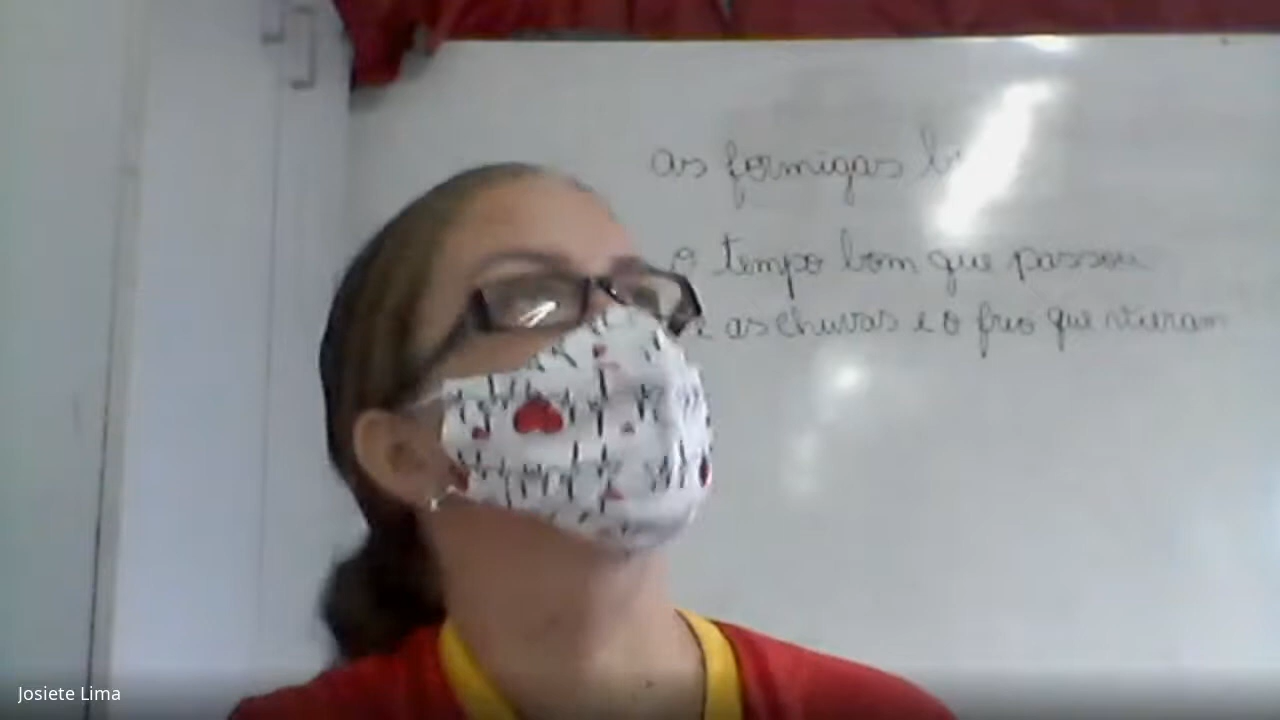 as formigas
o tempo bom que passou
e as chuvas e o frio que vieram
Josiete Lima